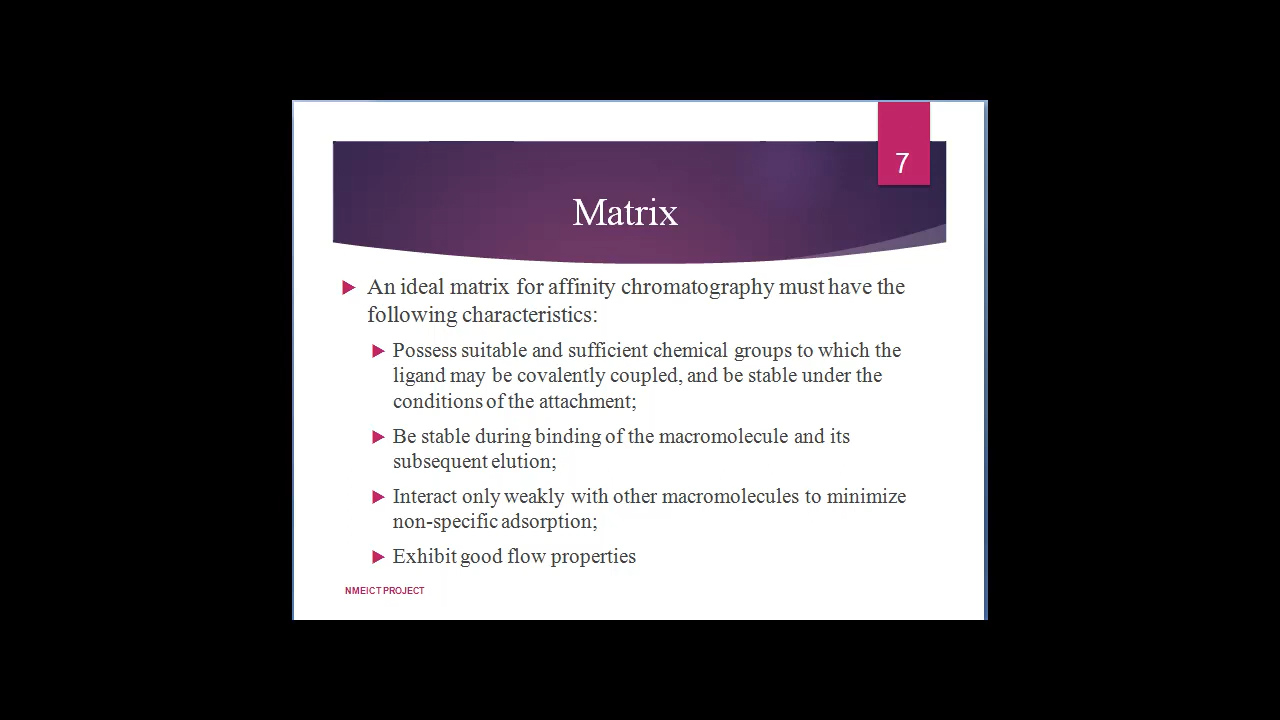 7
Matrix
An ideal matrix for affinity chromatography must have the
following characteristics:
Possess suitable and sufficient chemical groups to which the
ligand may be covalently coupled, and be stable under the
conditions of the attachment;
Be stable during binding of the macromolecule and its
subsequent elution;
Interact only weakly with other macromolecules to minimize
non-specific adsorption;
Exhibit good flow properties
NMEICT PROJECT